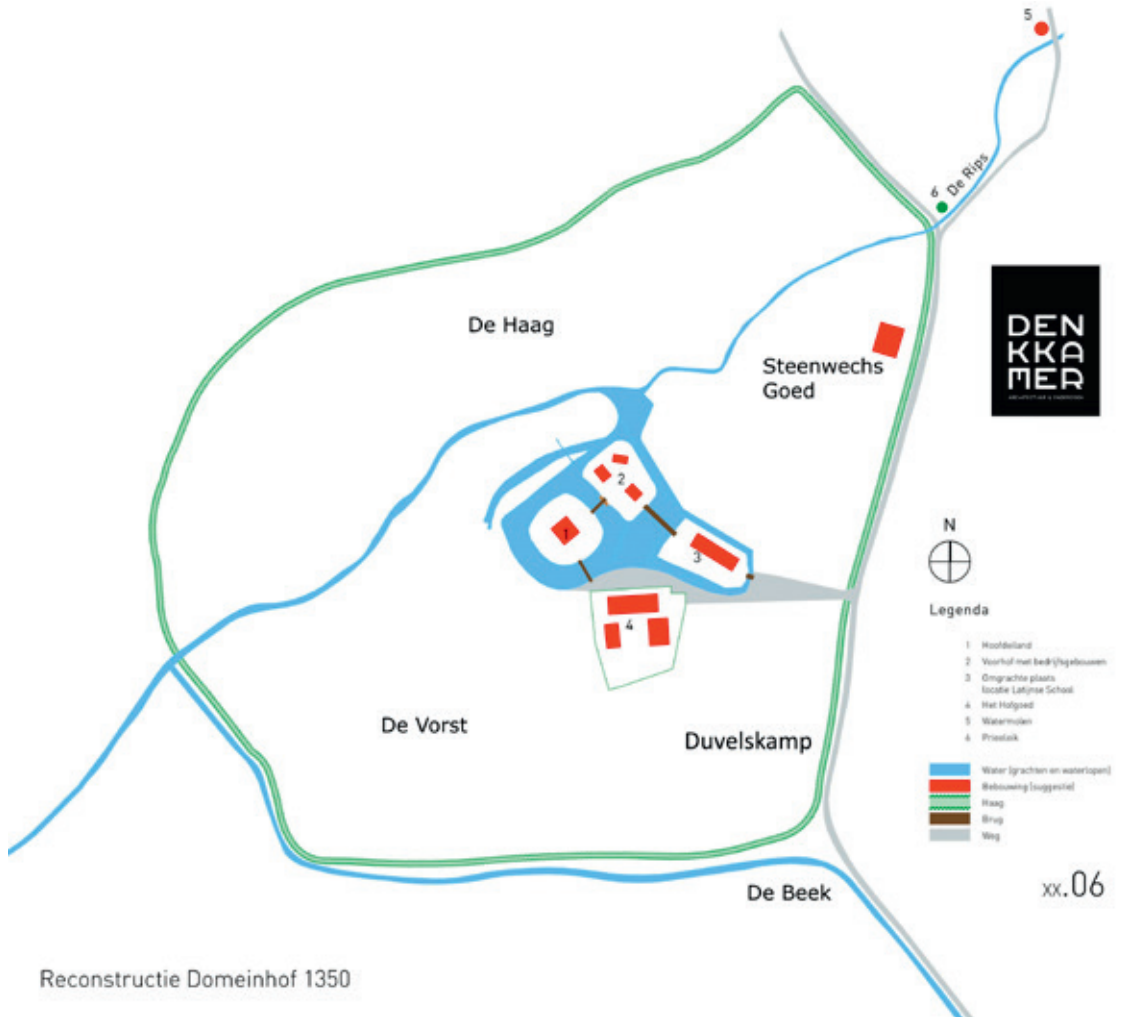 5
6
De Rips
De Haag
DEN
KKA
MER
Steenwechs
Goed
2
1
3
N
4
Legenda
1 Hoofdeiland
2 Voorhof met bedrijfsgebouwen
3 Omgrachte plaats
locatie Latijnse School
4 Het Hofgoed
5 Watermolen
6
De Vorst
Duvelskamp
Water (grachten en waterlopen)
Bebouwing (suggestie)
Haag
Brug
Weg
xx.06
De Beek
Reconstructie Domeinhof 1350